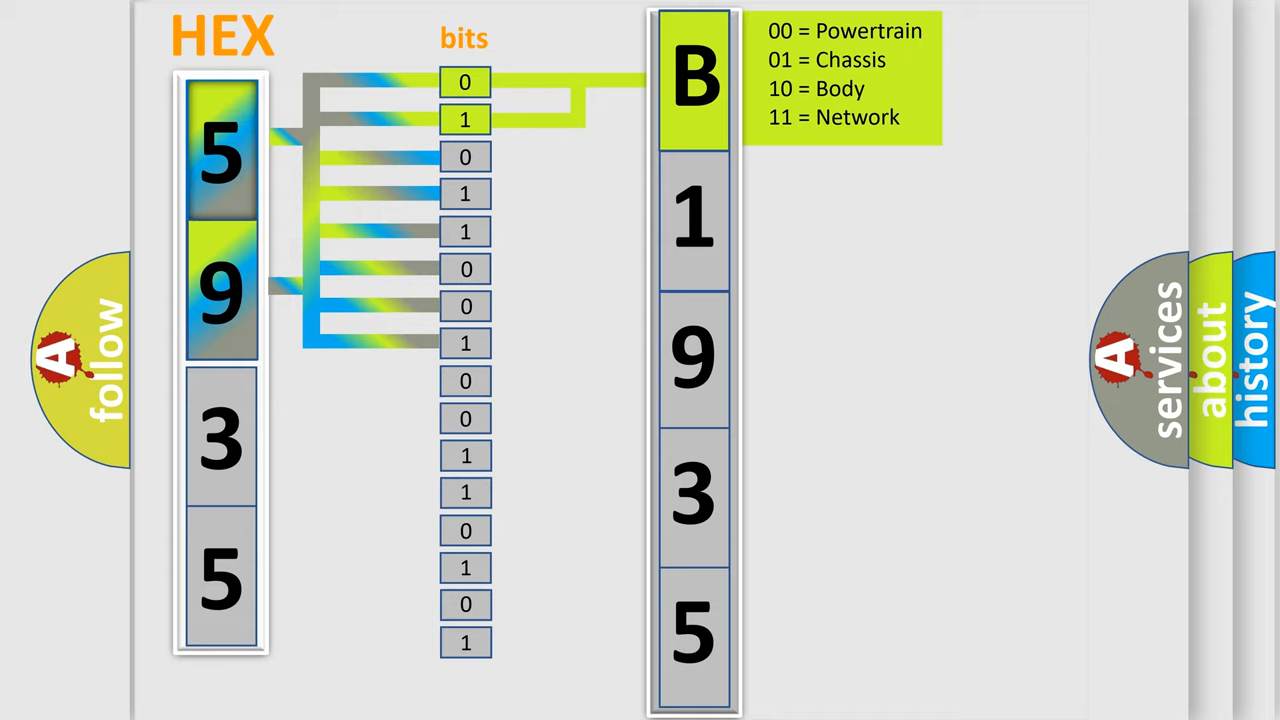 HEX
bits
5
9
3
5
0
1
0
1
1
0
0
1
0
0
1
1
0
1
0
1
B
1
9
3
5
00 = Powertrain
01 = Chassis
10 = Body
11 = Network
A
follow
A
services
about
history